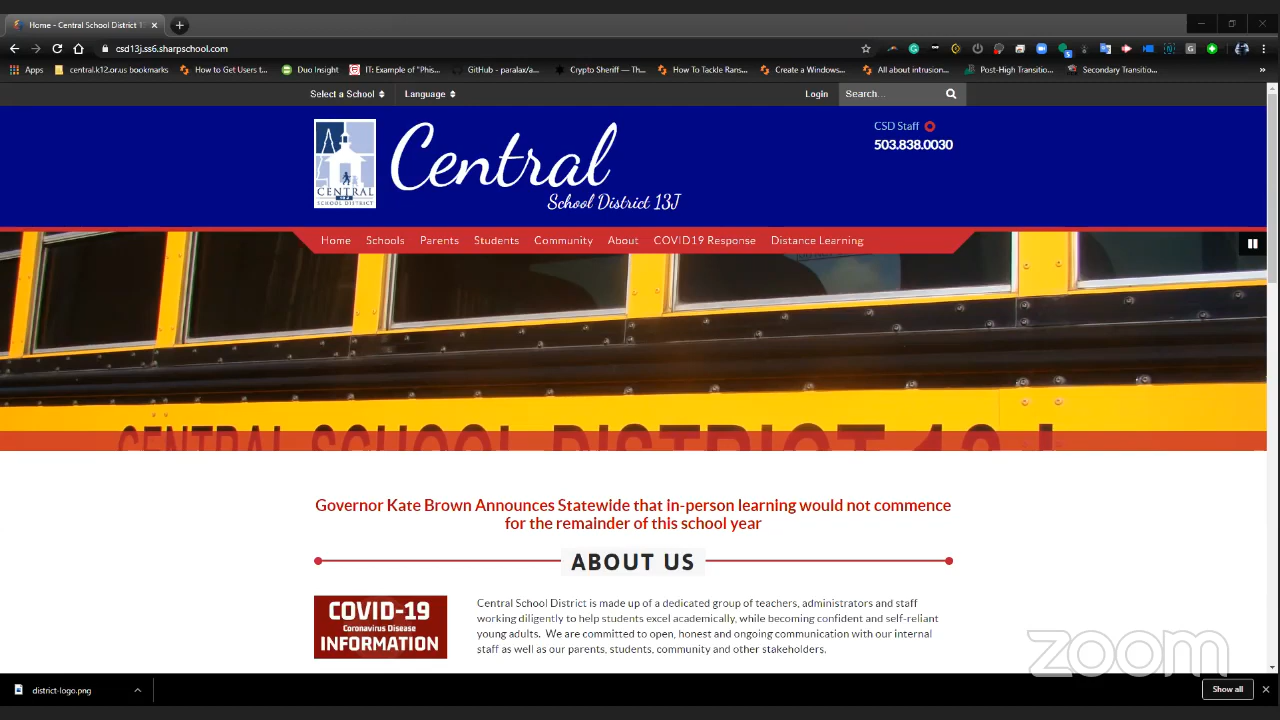 Home - Central School District 1
csd13j.ss6.sharpschool.com
Apps
central.k12.or.us bookmarks
How to Get Users t...
Duo Insight
IT: Example of "Phis...
GitHub - paralax/a...
Crypto Sheriff — Th...
How To Tackle Rans...
Create a Windows...
All about intrusion...
Post-High Transitio...
Secondary Transitio...
Select a School
Language
Login
Search...
CENTRAL
SCHOOL DISTRICT
Central
School District 13J
CSD Staff
503.838.0030
Home
Schools
Parents
Students
Community
About
COVID19 Response
Distance Learning
CENTRAL SCHOOL DISTRICT 13 J
Governor Kate Brown Announces Statewide that in-person learning would not commence
for the remainder of this school year
ABOUT US
COVID-19
Coronavirus Disease
INFORMATION
Central School District is made up of a dedicated group of teachers, administrators and staff
working diligently to help students excel academically, while becoming confident and self-reliant
young adults. We are committed to open, honest and ongoing communication with our internal
staff as well as our parents, students, community and other stakeholders.
zoom
district-logo.png
Show all